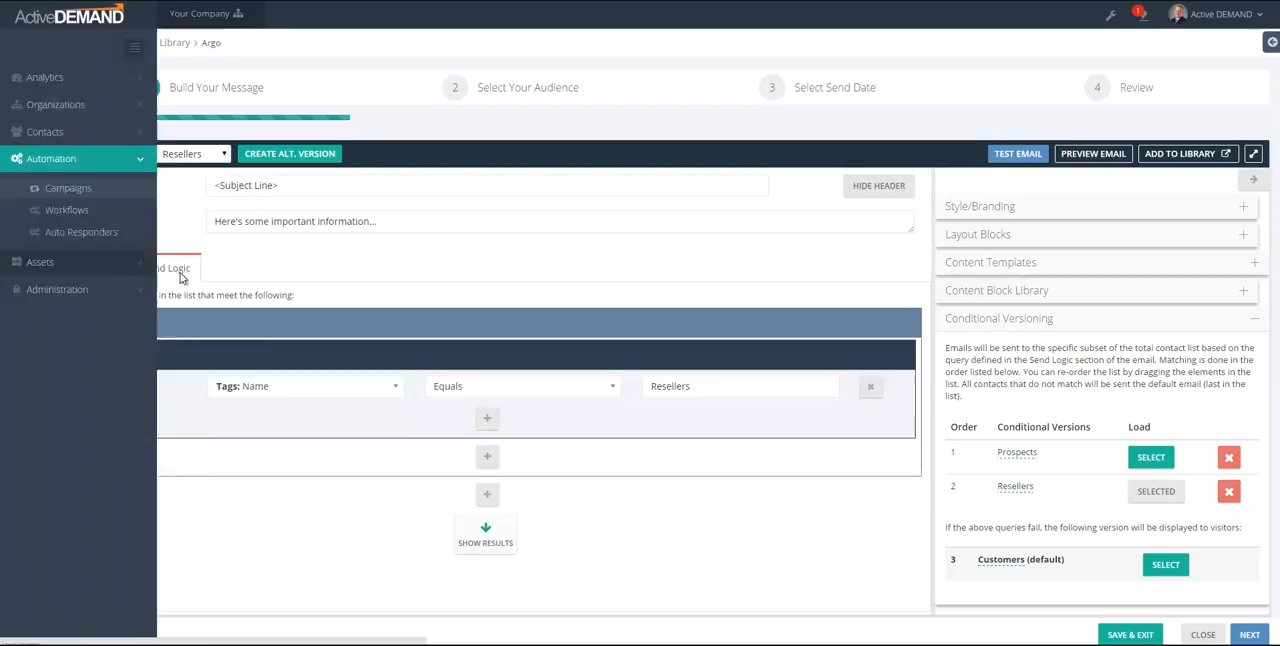 ActiveDEMAND
Your Company
1
Active DEMAND
Library > Argo
Analytics
Organizations
Contacts
Automation
Campaigns
Workflows
Auto Responders
Assets
Administration
Build Your Message
2 Select Your Audience
3 Select Send Date
4 Review
Resellers
CREATE ALT. VERSION
TEST EMAIL
PREVIEW EMAIL
ADD TO LIBRARY
<Subject Line>
HIDE HEADER
Here's some important information...
nd Logic
in the list that meet the following:
Tags: Name
Equals
Resellers
SHOW RESULTS
Style/Branding
Layout Blocks
Content Templates
Content Block Library
Conditional Versioning
Emails will be sent to the specific subset of the total contact list based on the
query defined in the Send Logic section of the email. Matching is done in the
order listed below. You can re-order the list by dragging the elements in the
list. All contacts that do not match will be sent the default email (last in the
list).
Order Conditional Versions Load
1 Prospects SELECT
2 Resellers SELECTED
If the above queries fail, the following version will be displayed to visitors:
3 Customers (default) SELECT
SAVE & EXIT
CLOSE
NEXT